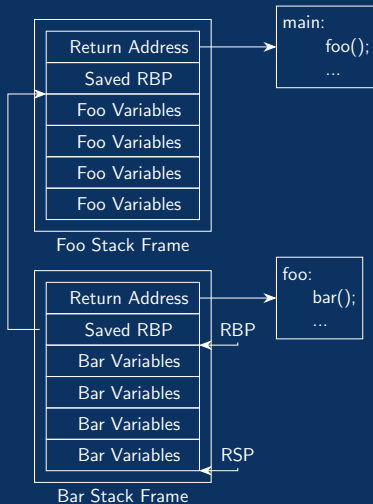 Return Address
Saved RBP
Foo Variables
Foo Variables
Foo Variables
Foo Variables
Foo Stack Frame
main:
foo();
...
Return Address
Saved RBP
Bar Variables
Bar Variables
Bar Variables
Bar Variables
Bar Stack Frame
RBP
RSP
foo:
bar();
...